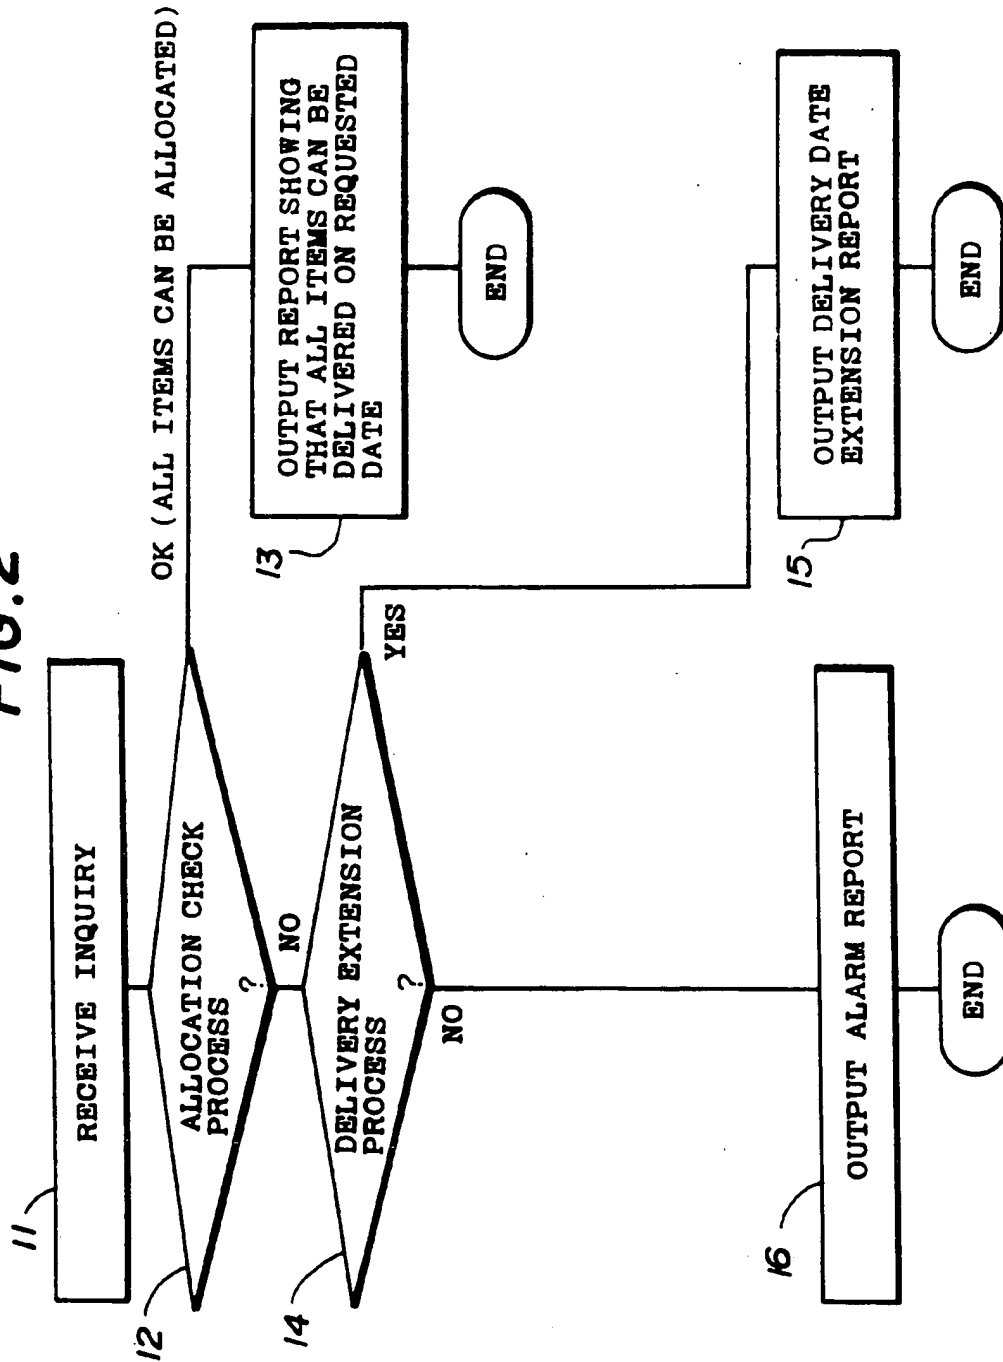 FIG.2
11
RECEIVE INQUIRY
12
ALLOCATION CHECK
PROCESS
?
OK (ALL ITEMS CAN BE ALLOCATED)
NO
13
OUTPUT REPORT SHOWING
THAT ALL ITEMS CAN BE
DELIVERED ON REQUESTED
DATE
END
14
DELIVERY EXTENSION
PROCESS
?
YES
NO
15
OUTPUT DELIVERY DATE
EXTENSION REPORT
END
16
OUTPUT ALARM REPORT
END